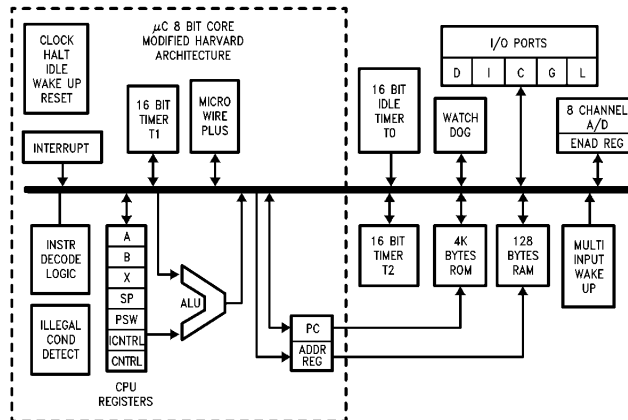 μC 8 BIT CORE
MODIFIED HARVARD
ARCHITECTURE
CLOCK
HALT
IDLE
WAKE UP
RESET
INTERRUPT
16 BIT
TIMER
T1
MICRO
WIRE
PLUS
16 BIT
IDLE
TIMER
T0
WATCH
DOG
I/O PORTS
D I C G L
8 CHANNEL
A/D
ENAD REG
INSTR
DECODE
LOGIC
ILLEGAL
COND
DETECT
A
B
X
SP
PSW
ICNTRL
CNTRL
CPU
REGISTERS
ALU
PC
ADDR
REG
16 BIT
TIMER
T2
4K
BYTES
ROM
128
BYTES
RAM
MULTI
INPUT
WAKE
UP